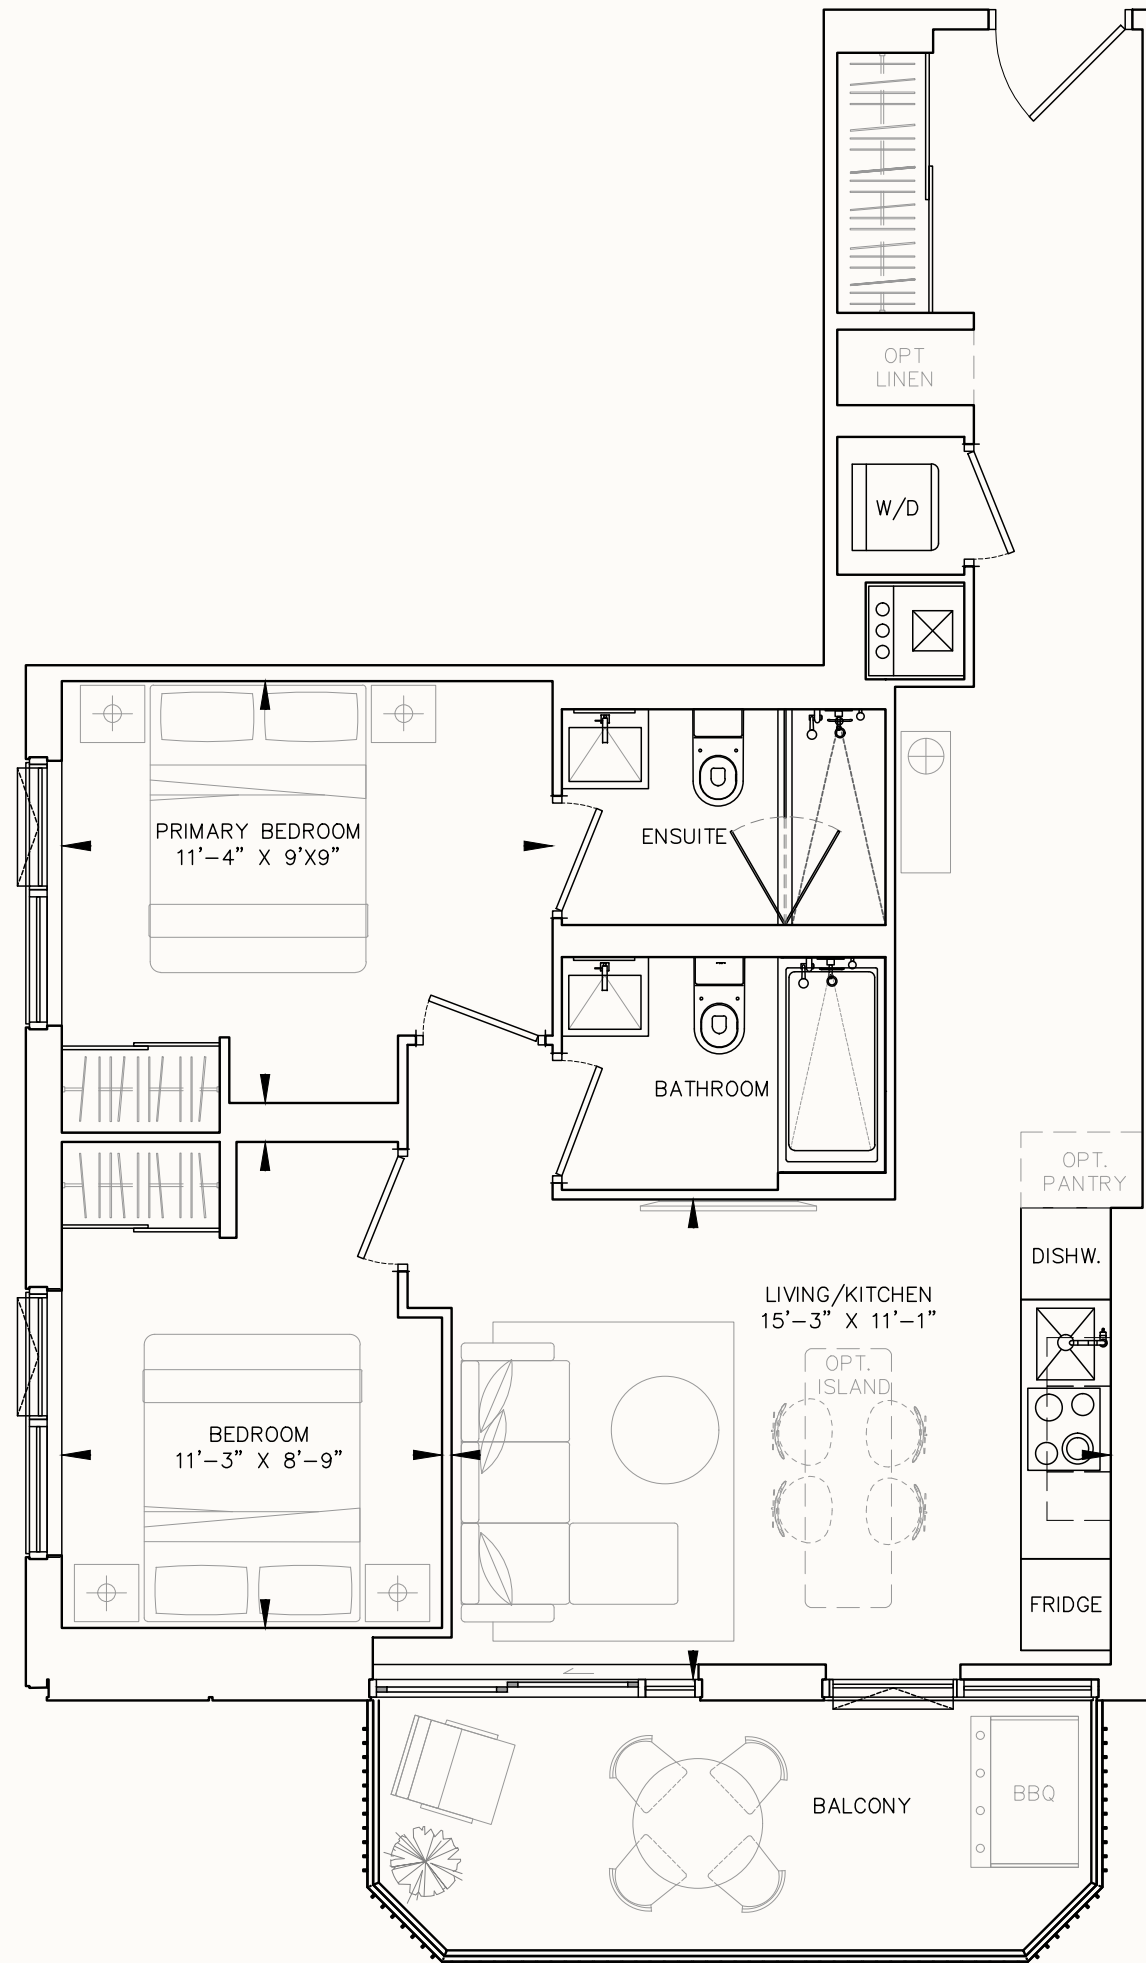 OPT
LINEN
W/D
PRIMARY BEDROOM
11'-4" X 9'X9"
ENSUITE
BATHROOM
OPT.
PANTRY
DISHW.
LIVING/KITCHEN
15'-3" X 11'-1"
OPT.
ISLAND
BEDROOM
11'-3" X 8'-9"
FRIDGE
BALCONY
BBQ